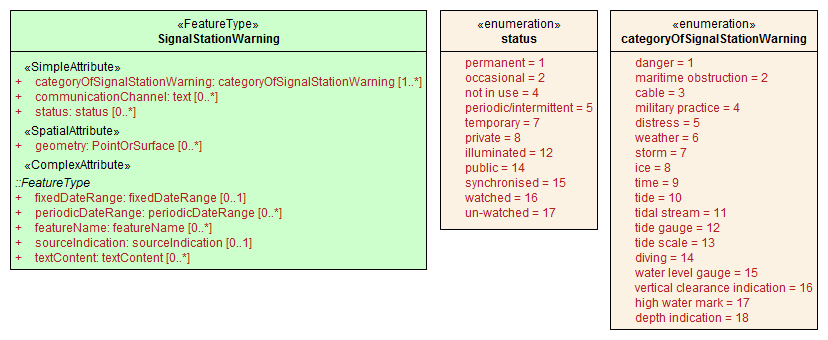 «FeatureType»
SignalStationWarning
«SimpleAttribute»
+ categoryOfSignalStationWarning: categoryOfSignalStationWarning [1..*]
+ communicationChannel: text [0..*]
+ status: status [0..*]
«SpatialAttribute»
+ geometry: PointOrSurface [0..*]
«ComplexAttribute»
::FeatureType
+ fixedDateRange: fixedDateRange [0..1]
+ periodicDateRange: periodicDateRange [0..*]
+ featureName: featureName [0..*]
+ sourceIndication: sourceIndication [0..1]
+ textContent: textContent [0..*]
«enumeration»
status
permanent = 1
occasional = 2
not in use = 4
periodic/intermittent = 5
temporary = 7
private = 8
illuminated = 12
public = 14
synchronised = 15
watched = 16
un-watched = 17
«enumeration»
categoryOfSignalStationWarning
danger = 1
maritime obstruction = 2
cable = 3
military practice = 4
distress = 5
weather = 6
storm = 7
ice = 8
time = 9
tide = 10
tidal stream = 11
tide gauge = 12
tide scale = 13
diving = 14
water level gauge = 15
vertical clearance indication = 16
high water mark = 17
depth indication = 18